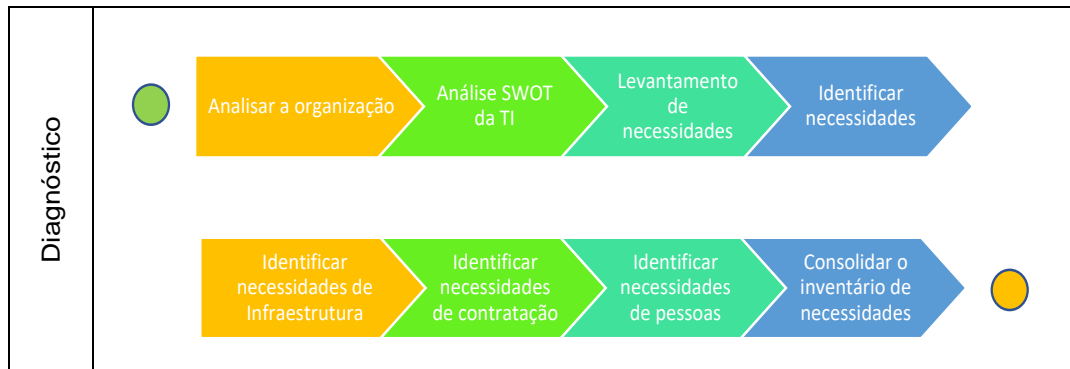 Diagnóstico
Analisar a organização
Análise SWOT
da TI
Levantamento
de
necessidades
Identificar
necessidades
Identificar
necessidades de
Infraestrutura
Identificar
necessidades
de contratação
Identificar
necessidades
de pessoas
Consolidar o
inventário de
necessidades